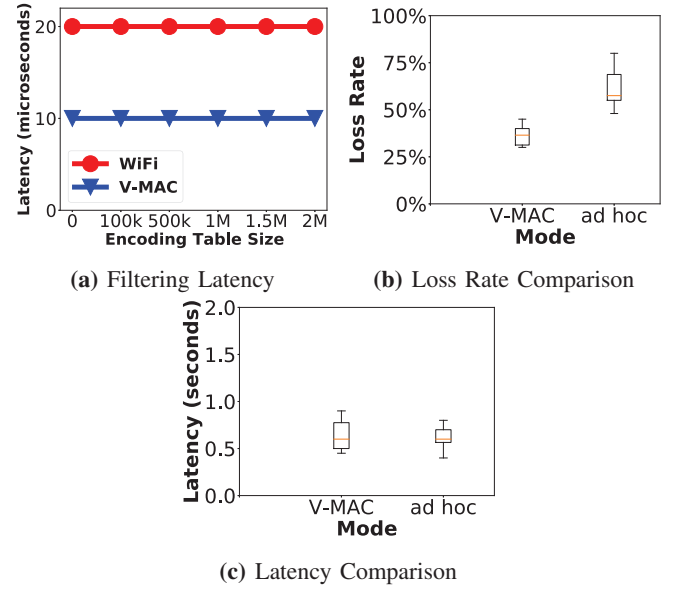 Latency (microseconds)
20
10
0
WiFi
V-MAC
0 100k 500k 1M 1.5M 2M
Encoding Table Size
(a) Filtering Latency
Loss Rate
100%
75%
50%
25%
0%
V-MAC ad hoc
Mode
(b) Loss Rate Comparison
Latency (seconds)
2.0
1.5
1.0
0.5
0.0
V-MAC ad hoc
Mode
(c) Latency Comparison